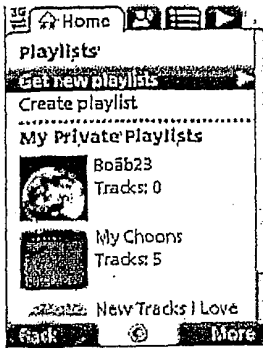 Home
Playlists
Get new playlists
Create playlist
My Private Playlists
Boab23
Tracks: 0
My Choons
Tracks: 5
New Tracks I Love
Back
More